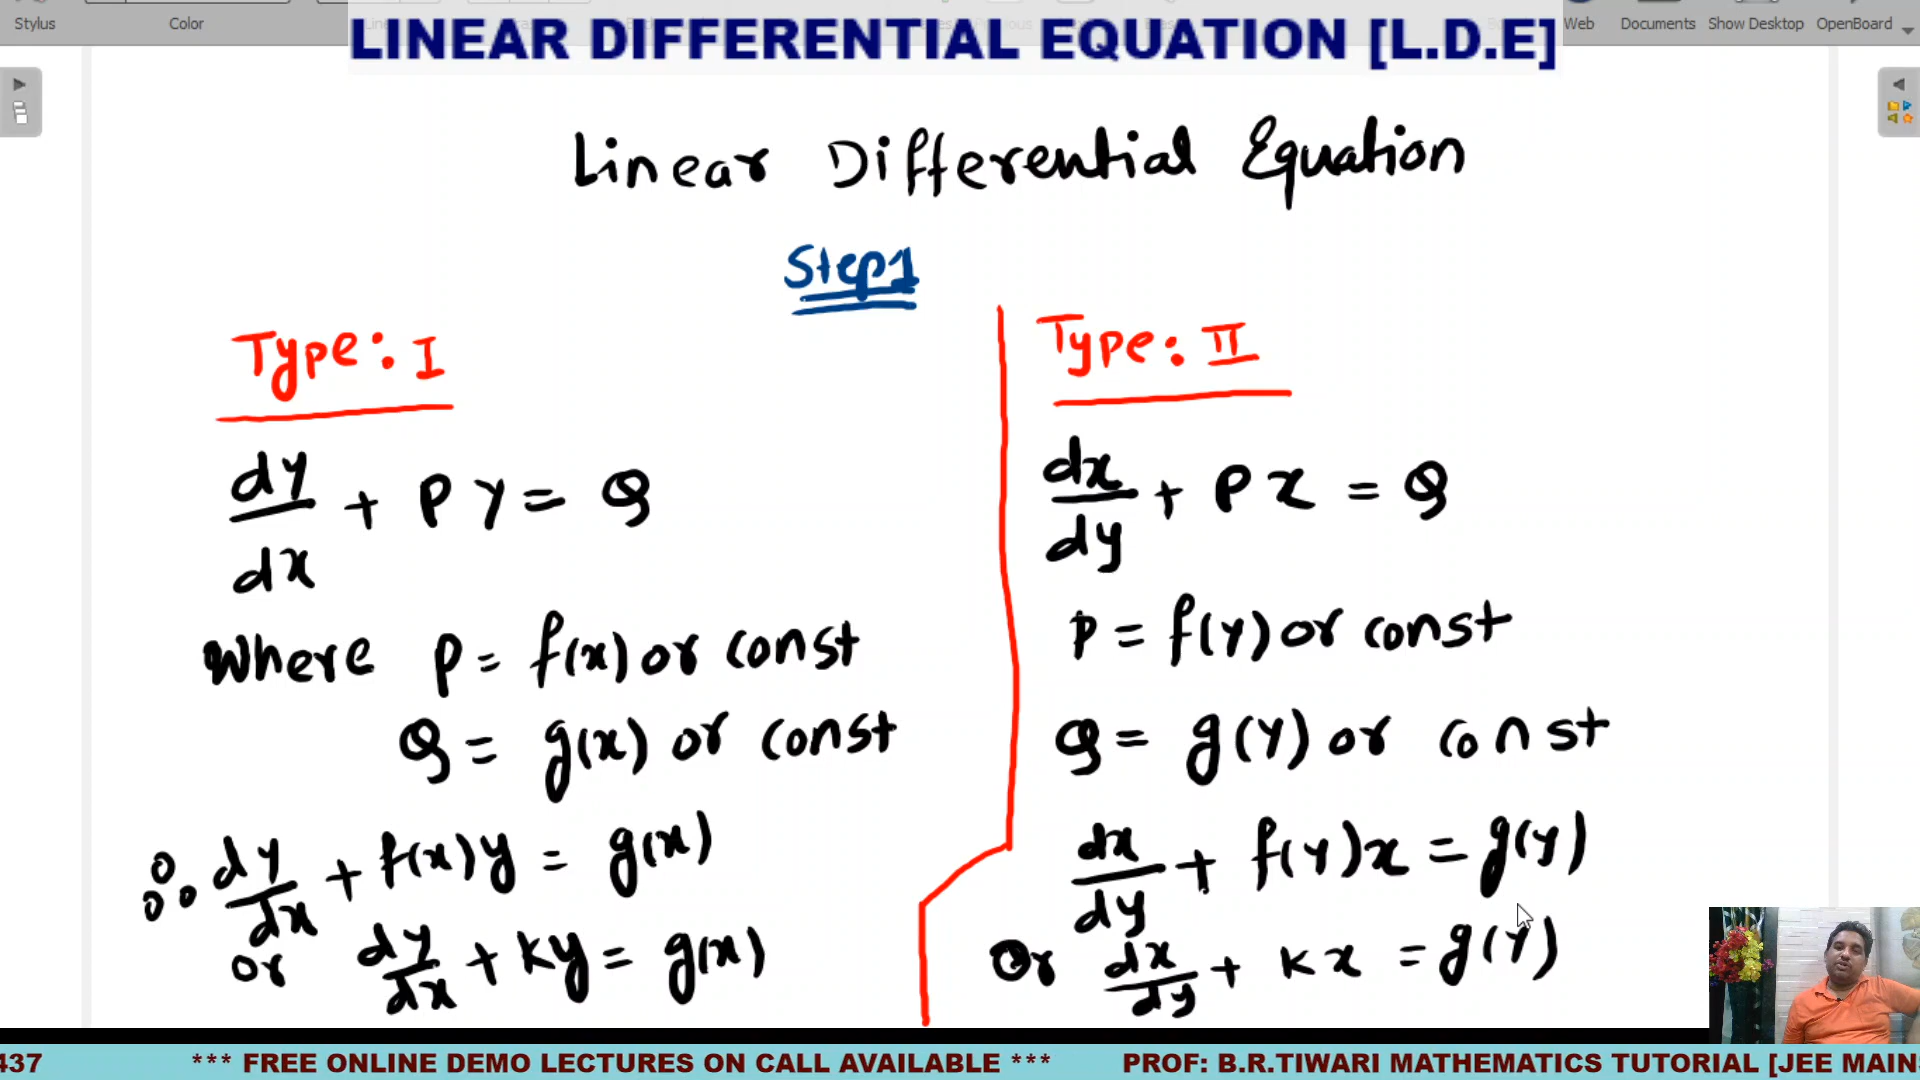 Stylus
Color
Web
Documents
Show Desktop
OpenBoard
LINEAR DIFFERENTIAL EQUATION [L.D.E]
Linear Differential Equation
Step1
Type: I
dy/dx + P y = Q
Where P = f(x) or const
Q = g(x) or const
∴ dy/dx + f(x) y = g(x)
or dy/dx + ky = g(x)
Type: II
dx/dy + P x = Q
P = f(y) or const
Q = g(y) or const
dx/dy + f(y) x = g(y)
Or dx/dy + kx = g(y)
437 *** FREE ONLINE DEMO LECTURES ON CALL AVAILABLE *** PROF: B.R.TIWARI MATHEMATICS TUTORIAL [JEE MAIN